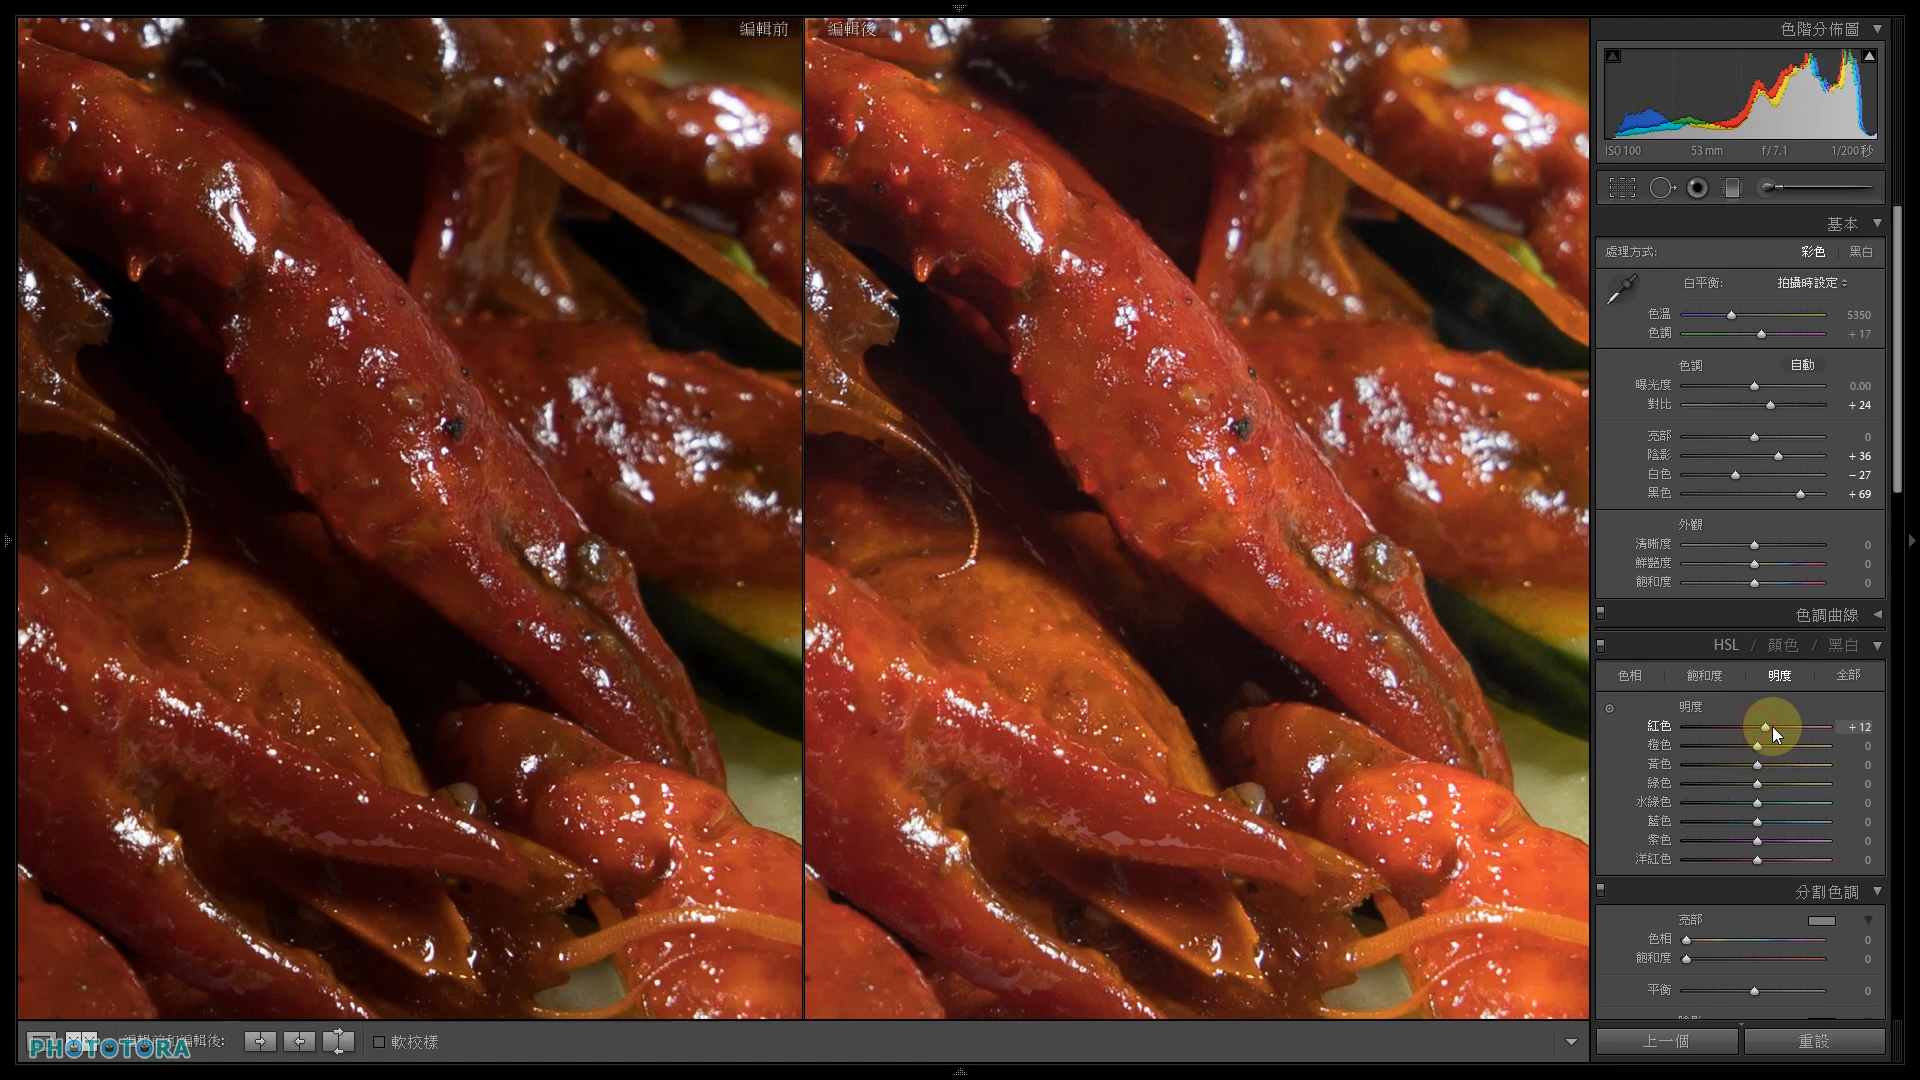 編輯前
編輯後
色階分佈圖
ISO 100 53 mm f / 7.1 1/200 秒
基本
處理方式: 彩色 黑白
白平衡: 拍攝時設定
色溫 5350
色調 + 17
色調 自動
曝光度 0.00
對比 + 24
亮部 0
陰影 + 36
白色 − 27
黑色 + 69
外觀
清晰度 0
鮮豔度 0
飽和度 0
色調曲線
HSL / 顏色 / 黑白
色相 飽和度 明度 全部
明度
紅色 + 12
橙色 0
黃色 0
綠色 0
水綠色 0
藍色 0
紫色 0
洋紅色 0
分割色調
亮部
色相 0
飽和度 0
平衡 0
編輯前和編輯後:
軟校樣
上一個 重設
PHOTOTORA